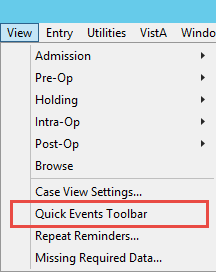 View Entry Utilities VistA Windo
Admission
Pre-Op
Holding
Intra-Op
Post-Op
Browse
Case View Settings...
Quick Events Toolbar
Repeat Reminders...
Missing Required Data...